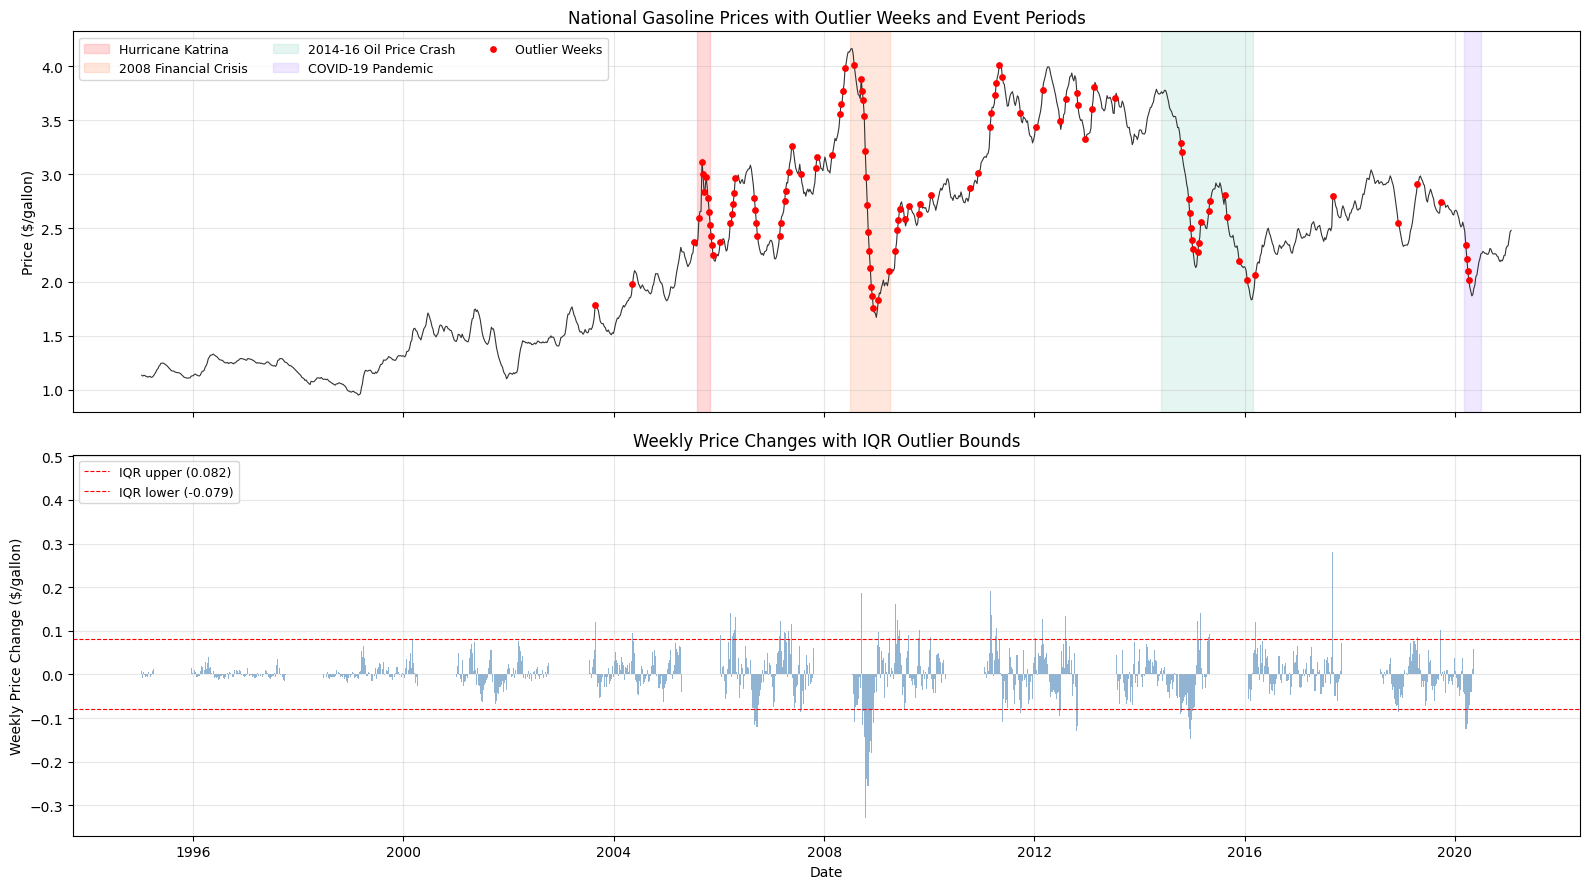 National Gasoline Prices with Outlier Weeks and Event Periods
Hurricane Katrina
2008 Financial Crisis
2014-16 Oil Price Crash
COVID-19 Pandemic
Outlier Weeks
Price ($/gallon)
4.0
3.5
3.0
2.5
2.0
1.5
1.0
Weekly Price Changes with IQR Outlier Bounds
IQR upper (0.082)
IQR lower (-0.079)
Weekly Price Change ($/gallon)
0.5
0.4
0.3
0.2
0.1
0.0
−0.1
−0.2
−0.3
1996 2000 2004 2008 2012 2016 2020
Date